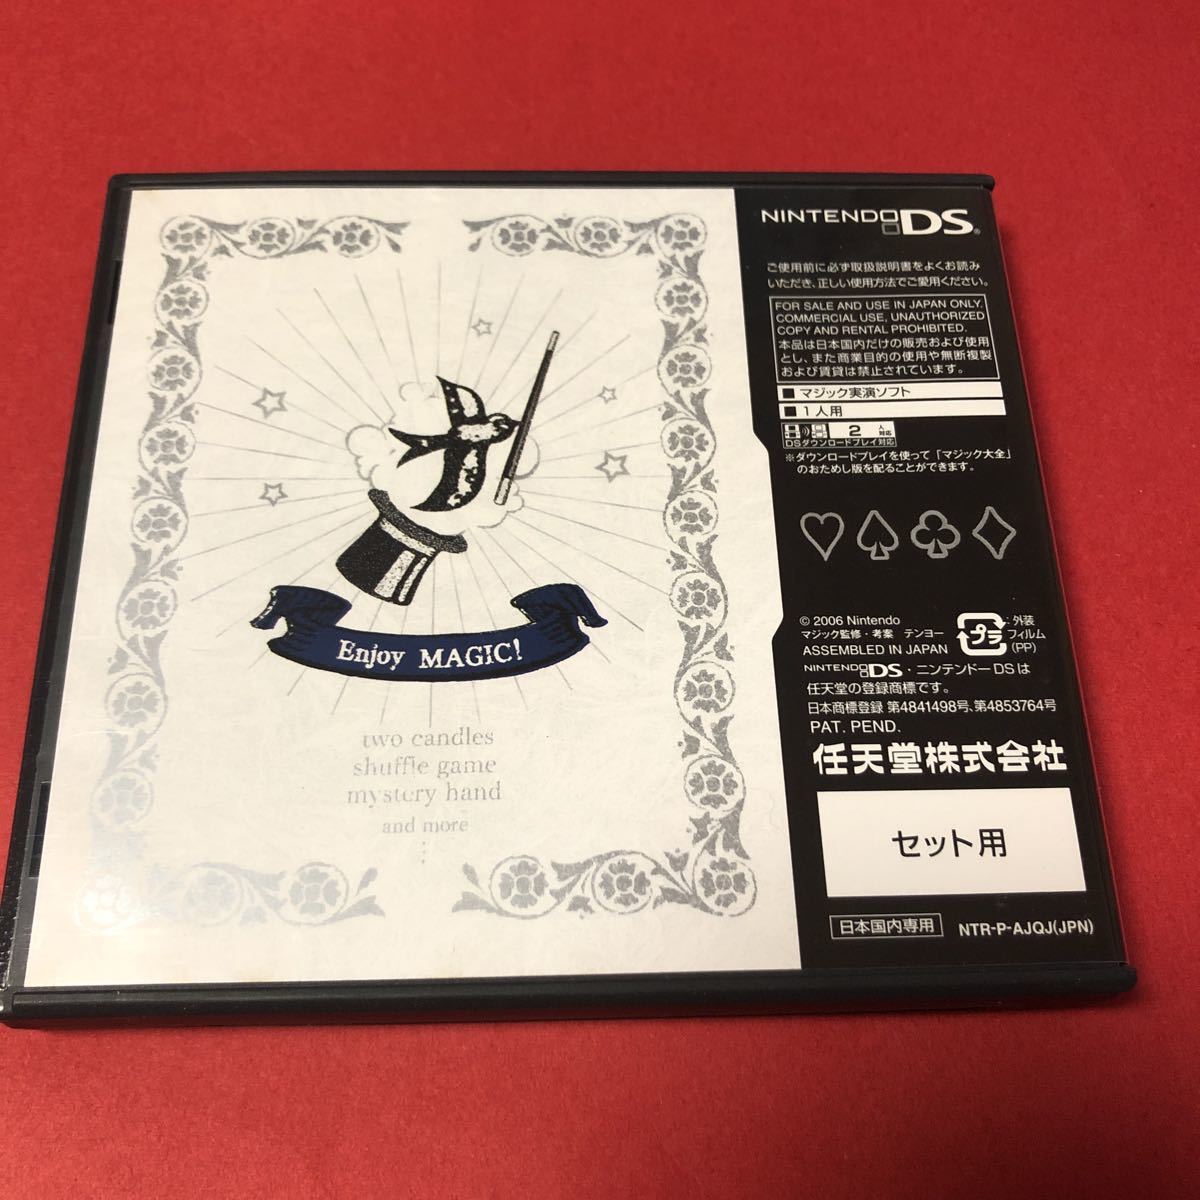 Enjoy MAGIC!
two candles
shuffle game
mystery hand
and more
NINTENDO DS
ご使用前に必ず取扱説明書をよくお読み
いただき、正しい使用方法でご愛用ください。
FOR SALE AND USE IN JAPAN ONLY.
COMMERCIAL USE, UNAUTHORIZED
COPY AND RENTAL PROHIBITED.
本品は日本国内だけの販売および使用
とし、また商業目的の使用や無断複製
および賃貸は禁止されています。
■ マジック実演ソフト
■ 1人用
2人対応
DSダウンロードプレイ対応
※ダウンロードプレイを使って「マジック大全」
のおためし版を配ることができます。
© 2006 Nintendo
マジック監修・考案 テンヨー
ASSEMBLED IN JAPAN
プラ
: 外装
フィルム
(PP)
NINTENDO DS・ニンテンドーDSは
任天堂の登録商標です。
日本商標登録 第4841498号、第4853764号
PAT. PEND.
任天堂株式会社
セット用
日本国内専用
NTR-P-AJQJ(JPN)